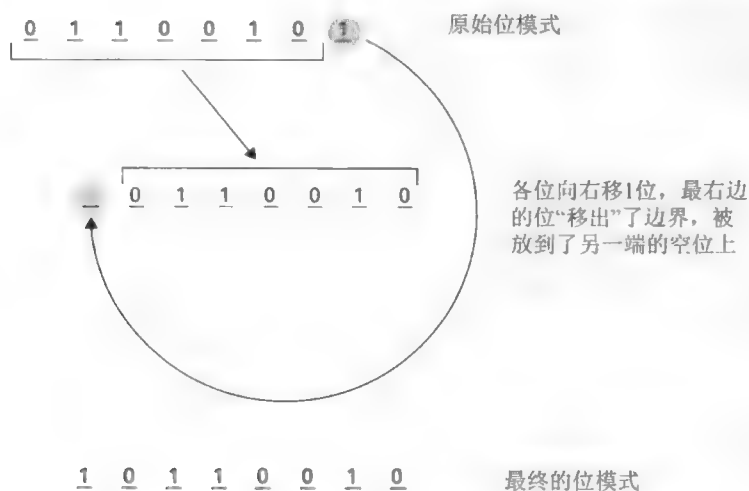 0 1 1 0 0 1 0 1 原始位模式
0 1 1 0 0 1 0
各位向右移1位，最右边
的位“移出”了边界，被
放到了另一端的空位上
1 0 1 1 0 0 1 0 最终的位模式